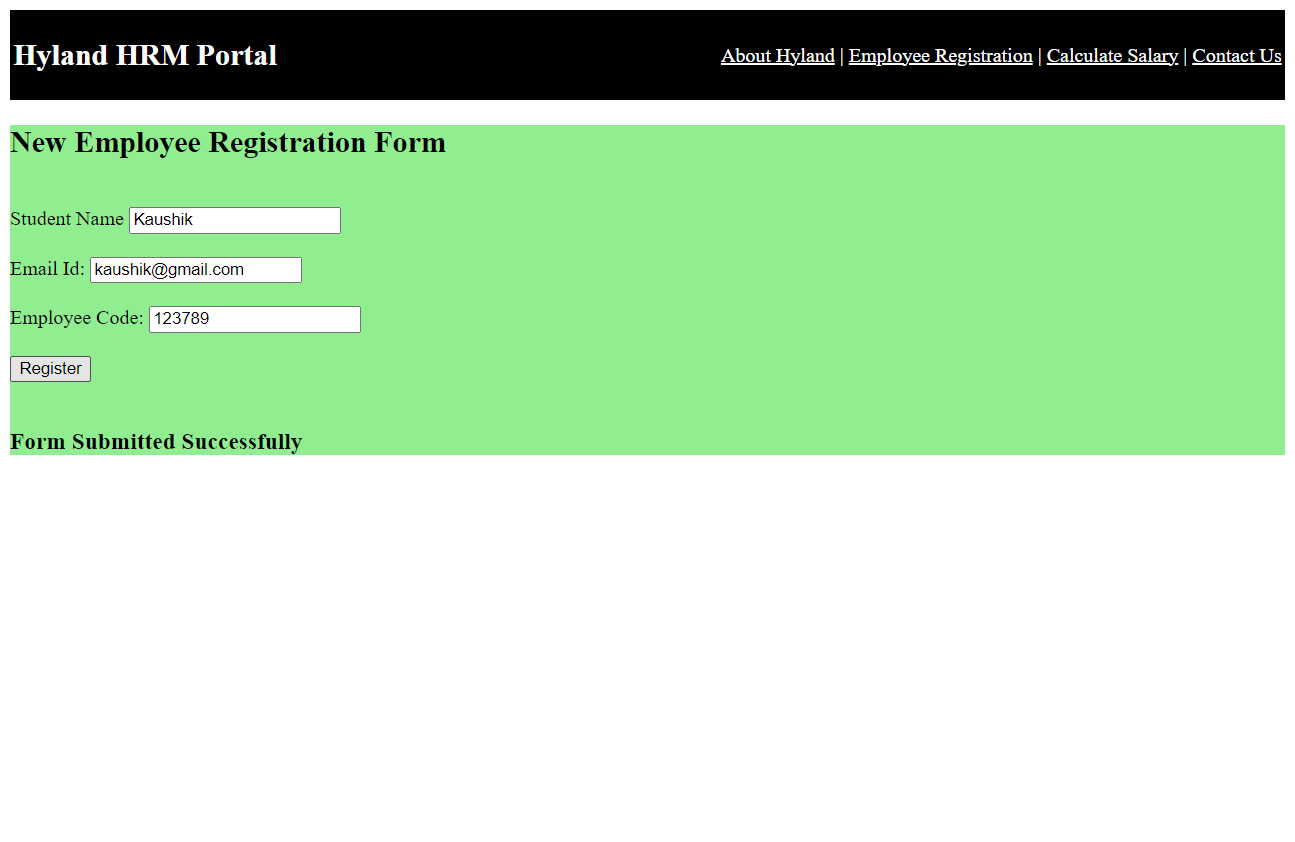 Hyland HRM Portal
About Hyland | Employee Registration | Calculate Salary | Contact Us
New Employee Registration Form
Student Name Kaushik
Email Id: kaushik@gmail.com
Employee Code: 123789
Register
Form Submitted Successfully